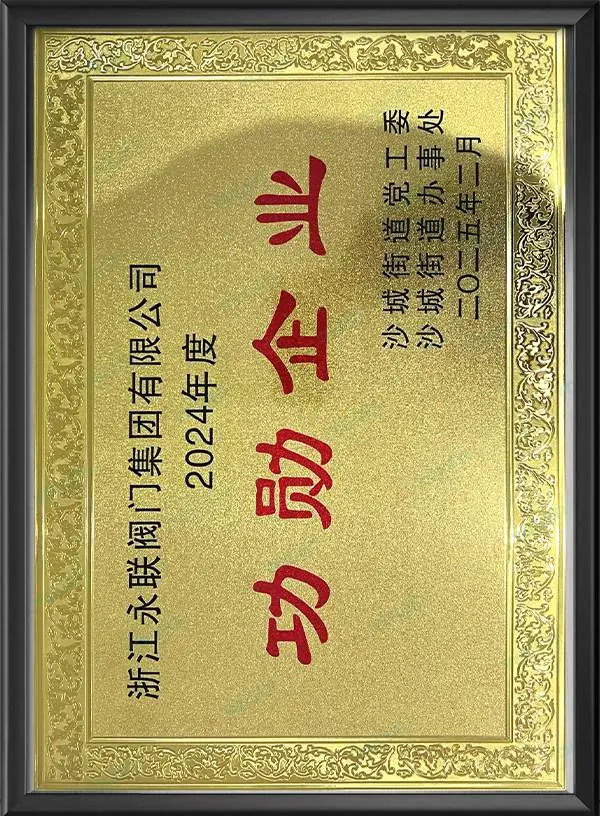 浙江永联阀门集团有限公司
2024年度
功勋企业
沙城街道党工委
沙城街道办事处
二〇二五年二月